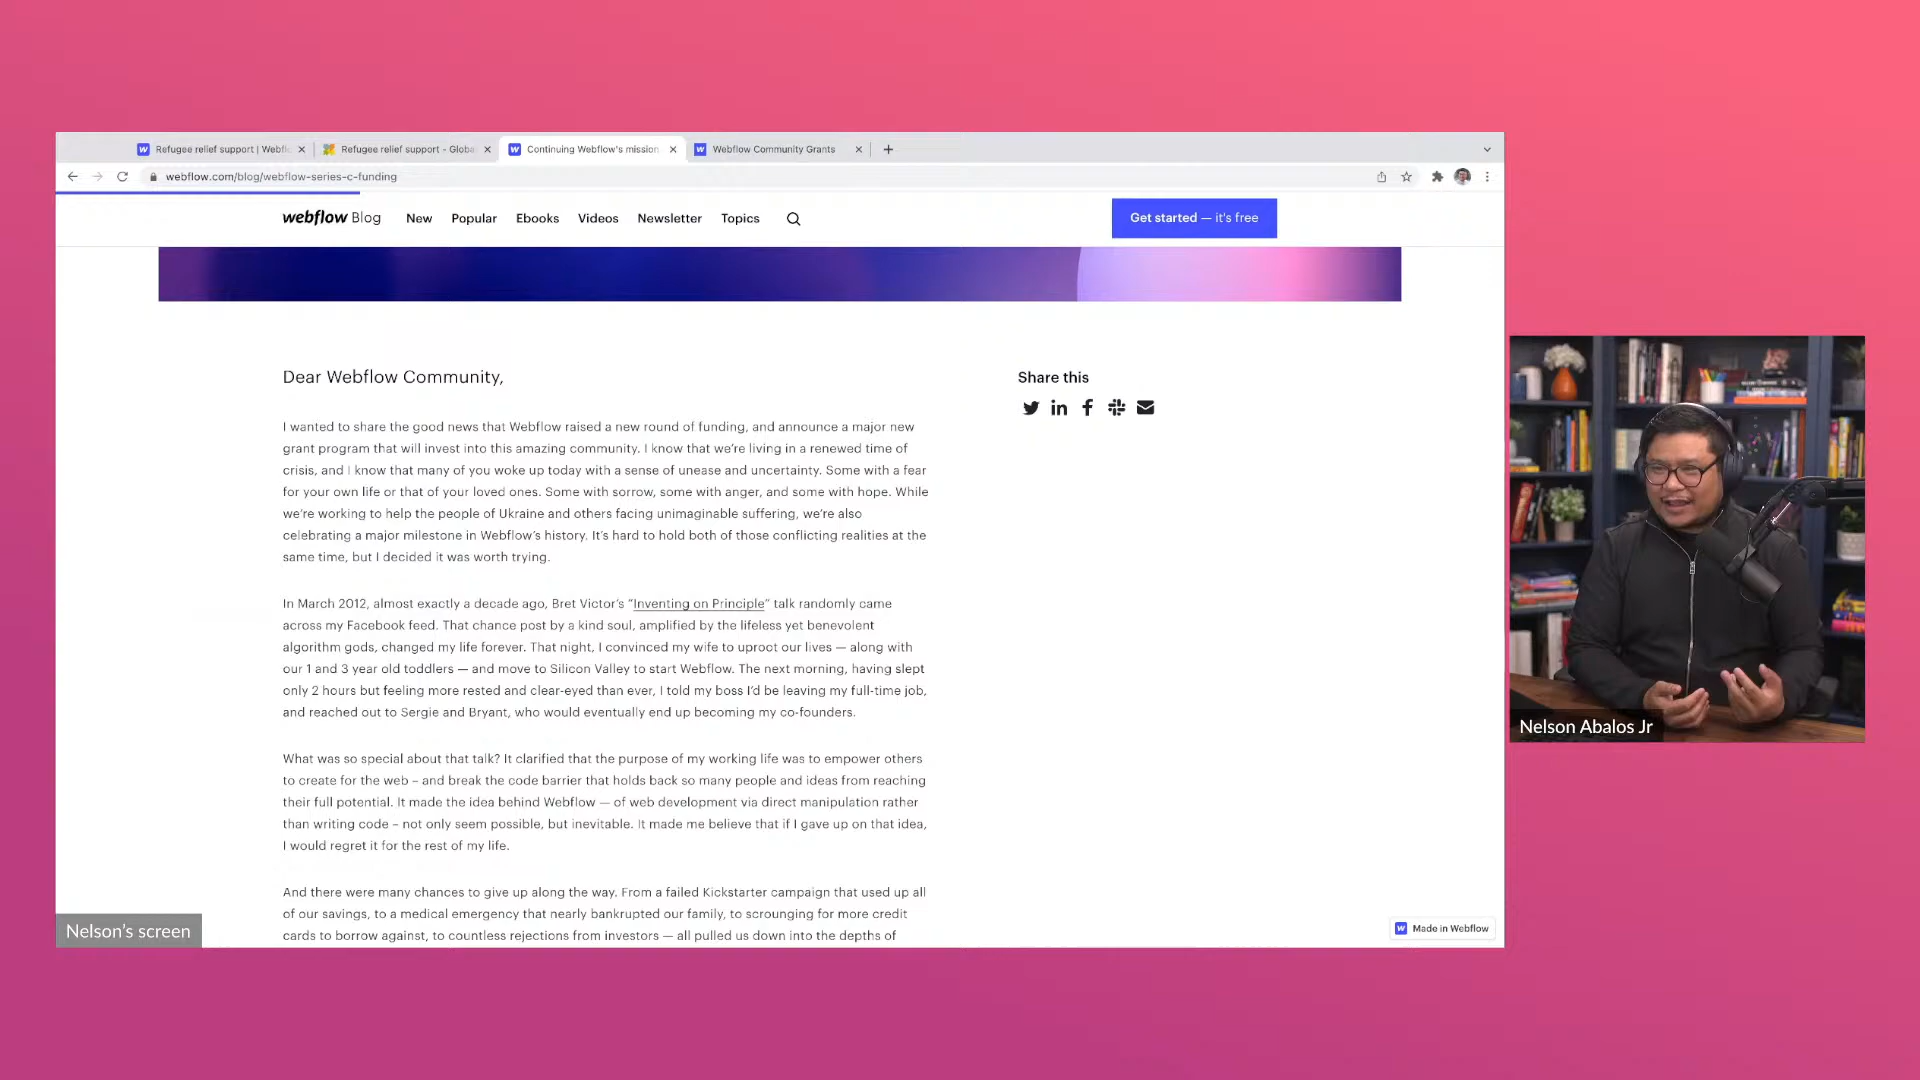 Refugee relief support | Webfl
Refugee relief support - Globa
Continuing Webflow's mission
Webflow Community Grants
webflow.com/blog/webflow-series-c-funding
webflow Blog
New
Popular
Ebooks
Videos
Newsletter
Topics
Get started — it's free
Dear Webflow Community,
Share this
I wanted to share the good news that Webflow raised a new round of funding, and announce a major new
grant program that will invest into this amazing community. I know that we're living in a renewed time of
crisis, and I know that many of you woke up today with a sense of unease and uncertainty. Some with a fear
for your own life or that of your loved ones. Some with sorrow, some with anger, and some with hope. While
we're working to help the people of Ukraine and others facing unimaginable suffering, we're also
celebrating a major milestone in Webflow's history. It's hard to hold both of those conflicting realities at the
same time, but I decided it was worth trying.
In March 2012, almost exactly a decade ago, Bret Victor's "Inventing on Principle" talk randomly came
across my Facebook feed. That chance post by a kind soul, amplified by the lifeless yet benevolent
algorithm gods, changed my life forever. That night, I convinced my wife to uproot our lives — along with
our 1 and 3 year old toddlers — and move to Silicon Valley to start Webflow. The next morning, having slept
only 2 hours but feeling more rested and clear-eyed than ever, I told my boss I'd be leaving my full-time job,
and reached out to Sergie and Bryant, who would eventually end up becoming my co-founders.
What was so special about that talk? It clarified that the purpose of my working life was to empower others
to create for the web – and break the code barrier that holds back so many people and ideas from reaching
their full potential. It made the idea behind Webflow — of web development via direct manipulation rather
than writing code – not only seem possible, but inevitable. It made me believe that if I gave up on that idea,
I would regret it for the rest of my life.
And there were many chances to give up along the way. From a failed Kickstarter campaign that used up all
of our savings, to a medical emergency that nearly bankrupted our family, to scrounging for more credit
cards to borrow against, to countless rejections from investors — all pulled us down into the depths of
Made in Webflow
Nelson's screen
Nelson Abalos Jr